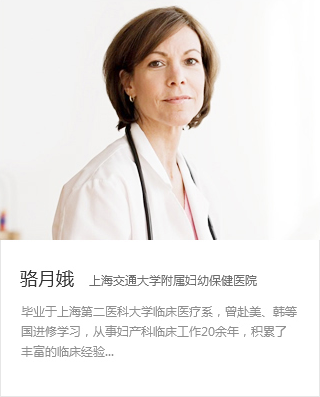 骆月娥 上海交通大学附属妇幼保健医院
毕业于上海第二医科大学临床医疗系，曾赴美、韩等
国进修学习，从事妇产科临床工作20余年，积累了
丰富的临床经验...